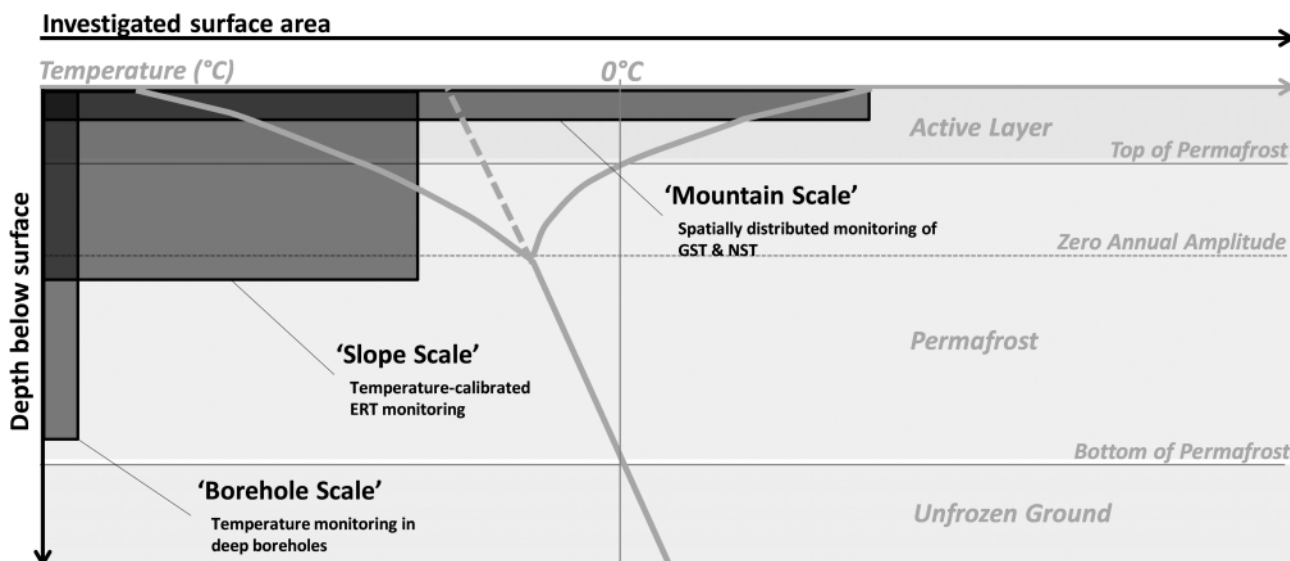 Investigated surface area
Temperature (°C)
0°C
Active Layer
Top of Permafrost
‘Mountain Scale’
Spatially distributed monitoring of
GST & NST
Zero Annual Amplitude
Depth below surface
‘Slope Scale’
Temperature-calibrated
ERT monitoring
Permafrost
Bottom of Permafrost
‘Borehole Scale’
Temperature monitoring in
deep boreholes
Unfrozen Ground